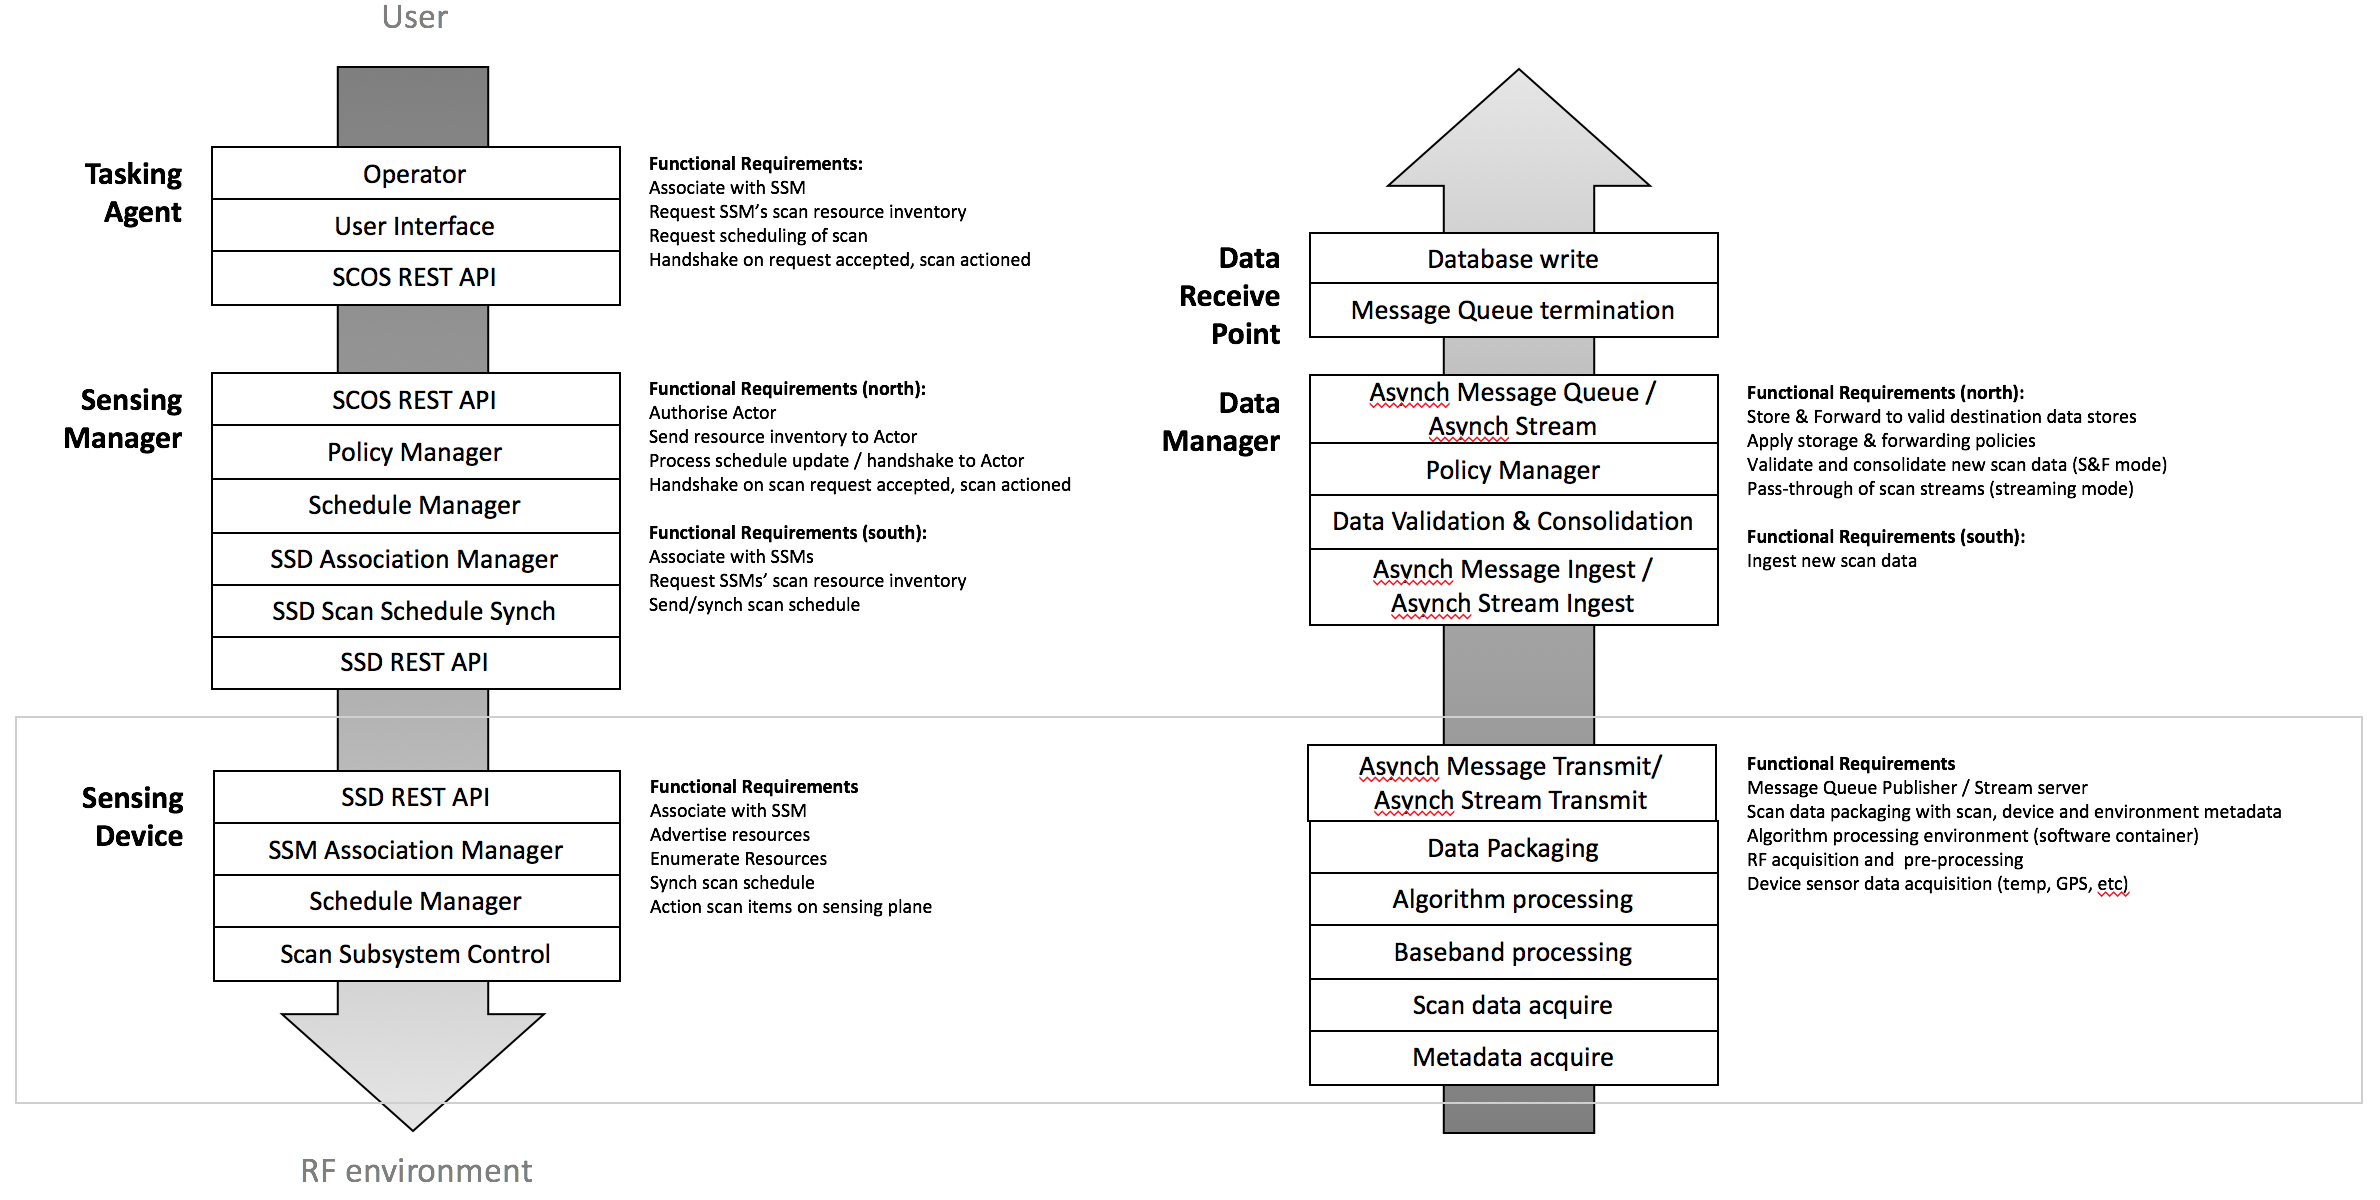 User
Tasking
Agent
Operator
User Interface
SCOS REST API
Functional Requirements:
Associate with SSM
Request SSM’s scan resource inventory
Request scheduling of scan
Handshake on request accepted, scan actioned
Sensing
Manager
SCOS REST API
Policy Manager
Schedule Manager
SSD Association Manager
SSD Scan Schedule Synch
SSD REST API
Functional Requirements (north):
Authorise Actor
Send resource inventory to Actor
Process schedule update / handshake to Actor
Handshake on scan request accepted, scan actioned
Functional Requirements (south):
Associate with SSMs
Request SSMs’ scan resource inventory
Send/synch scan schedule
Sensing
Device
SSD REST API
SSM Association Manager
Schedule Manager
Scan Subsystem Control
Functional Requirements
Associate with SSM
Advertise resources
Enumerate Resources
Synch scan schedule
Action scan items on sensing plane
RF environment
Data
Receive
Point
Database write
Message Queue termination
Data
Manager
Asynch Message Queue /
Asynch Stream
Policy Manager
Data Validation & Consolidation
Asynch Message Ingest /
Asynch Stream Ingest
Functional Requirements (north):
Store & Forward to valid destination data stores
Apply storage & forwarding policies
Validate and consolidate new scan data (S&F mode)
Pass-through of scan streams (streaming mode)
Functional Requirements (south):
Ingest new scan data
Asynch Message Transmit/
Asynch Stream Transmit
Data Packaging
Algorithm processing
Baseband processing
Scan data acquire
Metadata acquire
Functional Requirements
Message Queue Publisher / Stream server
Scan data packaging with scan, device and environment metadata
Algorithm processing environment (software container)
RF acquisition and  pre-processing
Device sensor data acquisition (temp, GPS, etc)